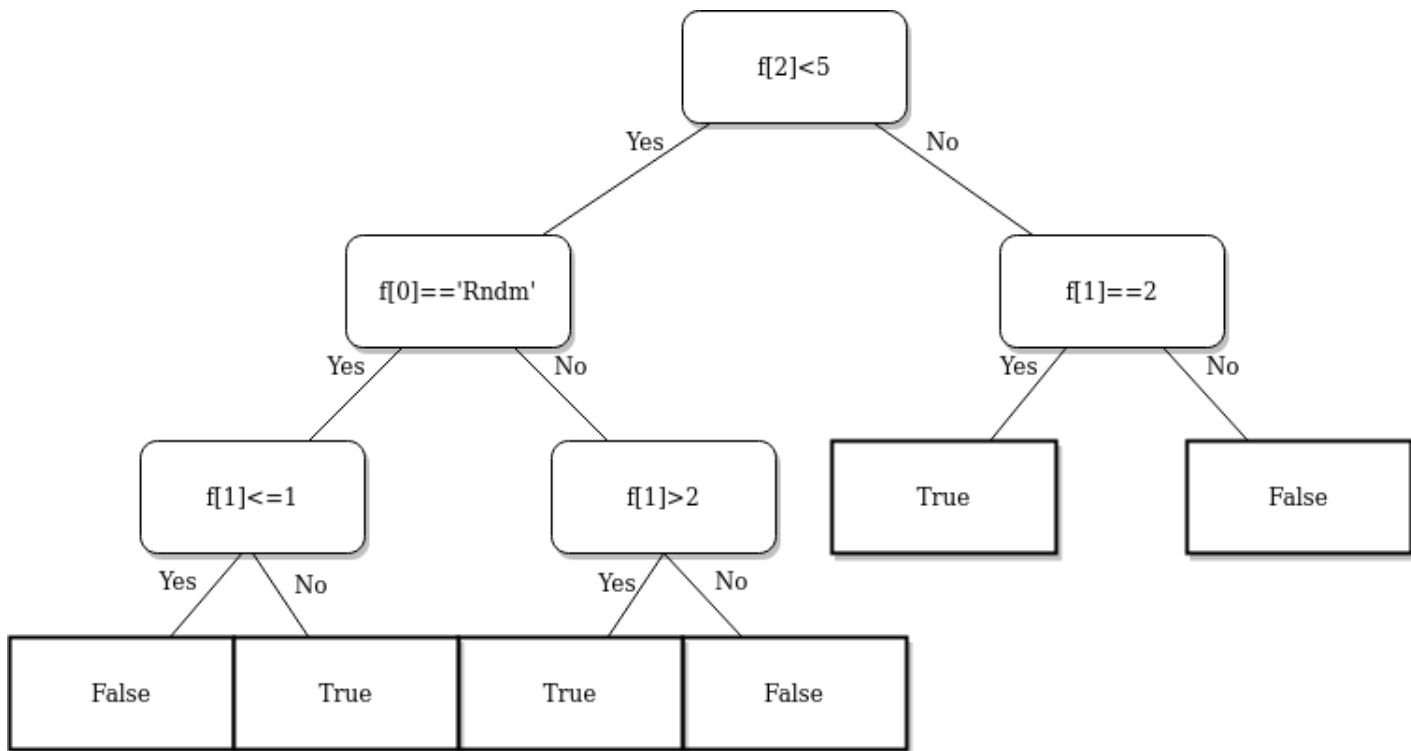 f[2]<5
Yes
No
f[0]=='Rndm'
f[1]==2
Yes
No
Yes
No
f[1]<=1
f[1]>2
True
False
Yes
No
Yes
No
False
True
True
False